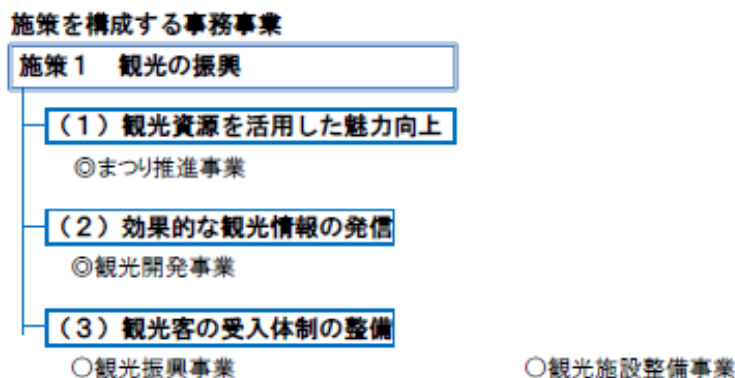 施策を構成する事務事業
施策1 観光の振興
(1)観光資源を活用した魅力向上
◎まつり推進事業
(2)効果的な観光情報の発信
◎観光開発事業
(3)観光客の受入体制の整備
○観光振興事業 ○観光施設整備事業